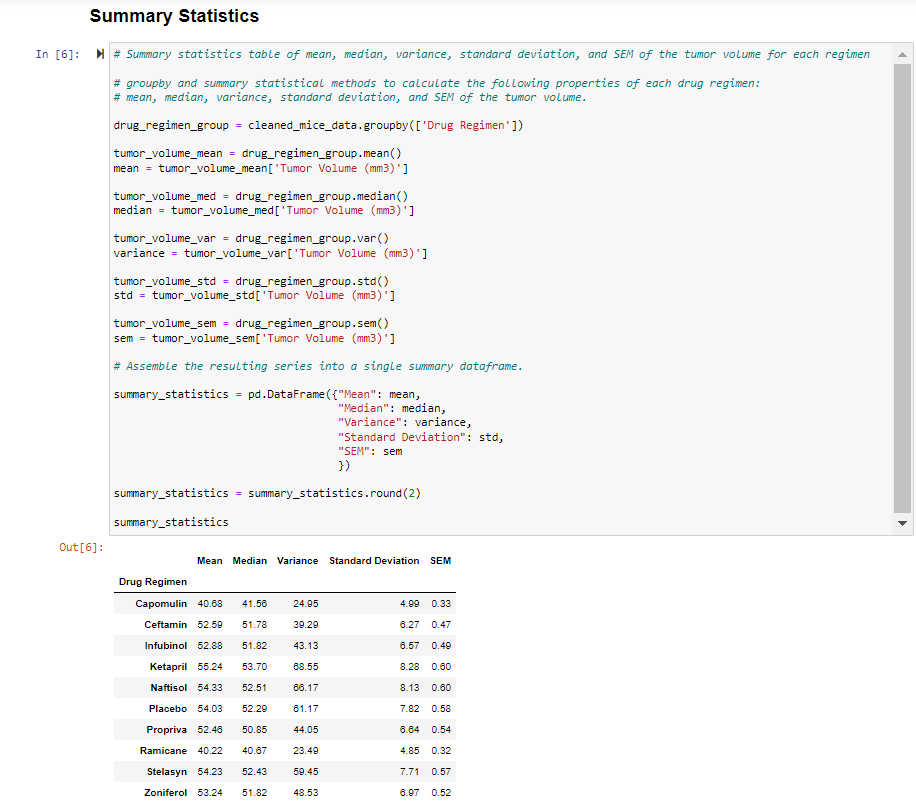 Summary Statistics
In [6]:
# Summary statistics table of mean, median, variance, standard deviation, and SEM of the tumor volume for each regimen
# groupby and summary statistical methods to calculate the following properties of each drug regimen:
# mean, median, variance, standard deviation, and SEM of the tumor volume.
drug_regimen_group = cleaned_mice_data.groupby(['Drug Regimen'])
tumor_volume_mean = drug_regimen_group.mean()
mean = tumor_volume_mean['Tumor Volume (mm3)']
tumor_volume_med = drug_regimen_group.median()
median = tumor_volume_med['Tumor Volume (mm3)']
tumor_volume_var = drug_regimen_group.var()
variance = tumor_volume_var['Tumor Volume (mm3)']
tumor_volume_std = drug_regimen_group.std()
std = tumor_volume_std['Tumor Volume (mm3)']
tumor_volume_sem = drug_regimen_group.sem()
sem = tumor_volume_sem['Tumor Volume (mm3)']
# Assemble the resulting series into a single summary dataframe.
summary_statistics = pd.DataFrame({"Mean": mean,
"Median": median,
"Variance": variance,
"Standard Deviation": std,
"SEM": sem
})
summary_statistics = summary_statistics.round(2)
summary_statistics
Out[6]:
Mean Median Variance Standard Deviation SEM
Drug Regimen
Capomulin 40.68 41.56 24.95 4.99 0.33
Ceftamin 52.59 51.78 39.29 6.27 0.47
Infubinol 52.88 51.82 43.13 6.57 0.49
Ketapril 55.24 53.70 68.55 8.28 0.60
Naftisol 54.33 52.51 66.17 8.13 0.60
Placebo 54.03 52.29 61.17 7.82 0.58
Propriva 52.46 50.85 44.05 6.64 0.54
Ramicane 40.22 40.67 23.49 4.85 0.32
Stelasyn 54.23 52.43 59.45 7.71 0.57
Zoniferol 53.24 51.82 48.53 6.97 0.52